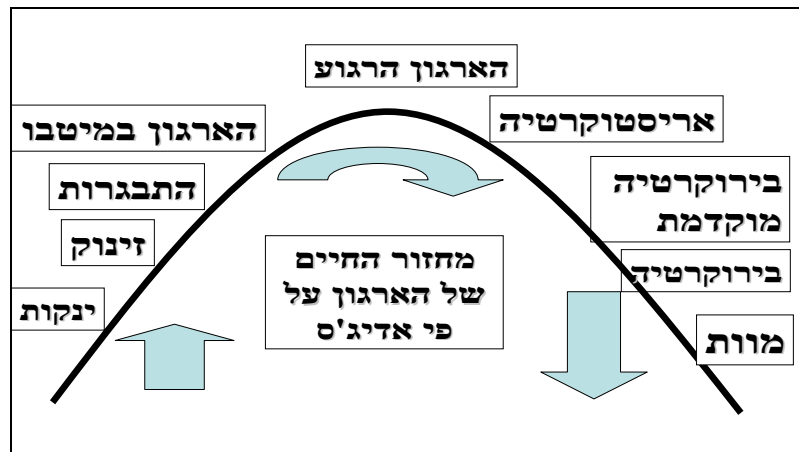 הארגון הרגוע
הארגון במיטבו
אריסטוקרטיה
התבגרות
בירוקרטיה
מוקדמת
זינוק
מחזור החיים
של הארגון על
פי אדיג'ס
בירוקרטיה
ינקות
מוות